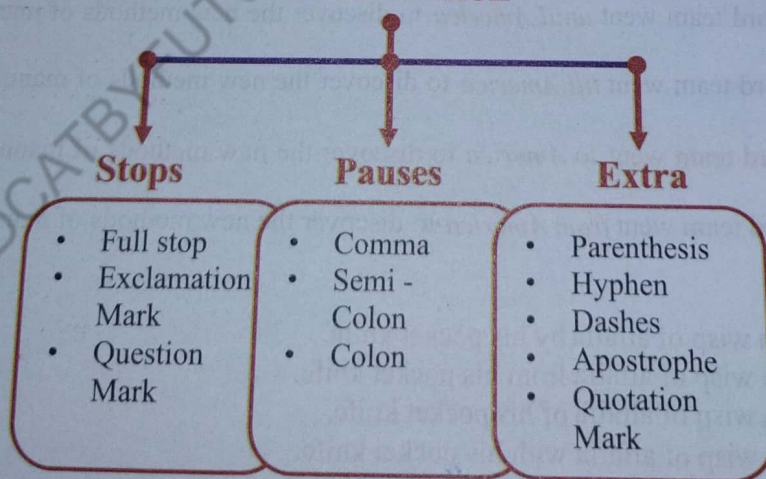 Stops
Pauses
Extra
• Full stop
• Exclamation
Mark
• Question
Mark
• Comma
• Semi -
Colon
• Colon
• Parenthesis
• Hyphen
• Dashes
• Apostrophe
• Quotation
Mark